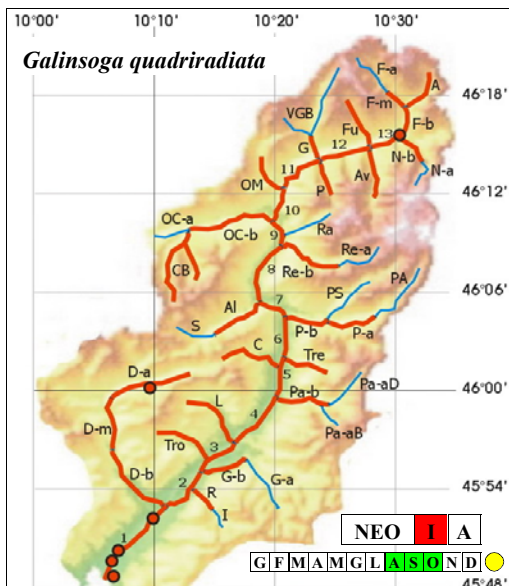 10°00' 10°10' 10°20' 10°30'
Galinsoga quadriradiata
F-a
A
46°18'
F-m
VGB
Fu
F-b
13
12
G
N-b
11
N-a
OM
P
Av
46°12'
10
OC-a
Ra
OC-b
9
Re-a
CB
8
Re-b
PA
46°06'
PS
7
Al
S
P-b
P-a
6
C
Tre
D-a
5
46°00'
Pa-b
Pa-aD
L
4
D-m
Pa-aB
Tro
3
D-b
G-b
G-a
45°54'
2
R
I
1
NEO I A
G F M A M G L A S O N D
45°48'